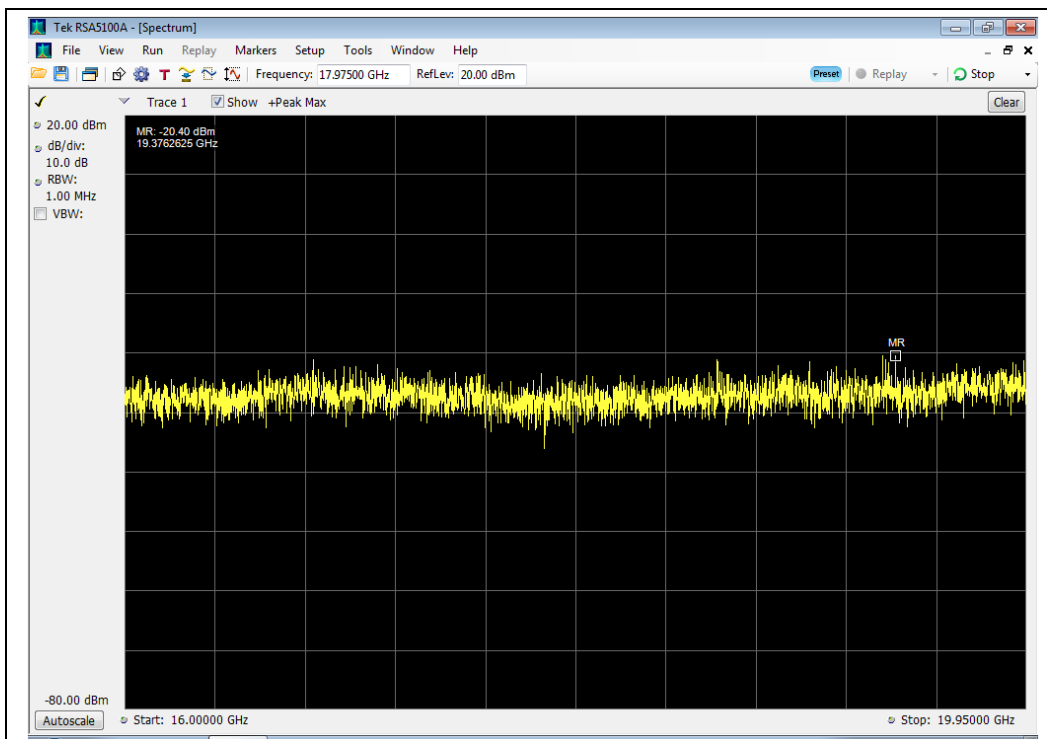 Tek RSA5100A - [Spectrum]
File View Run Replay Markers Setup Tools Window Help
T Frequency: 17.97500 GHz RefLev: 20.00 dBm Preset Replay Stop
Trace 1 Show +Peak Max Clear
20.00 dBm
dB/div:
10.0 dB
RBW:
1.00 MHz
VBW:
MR: -20.40 dBm
19.3762625 GHz
MR
-80.00 dBm
Autoscale Start: 16.00000 GHz Stop: 19.95000 GHz